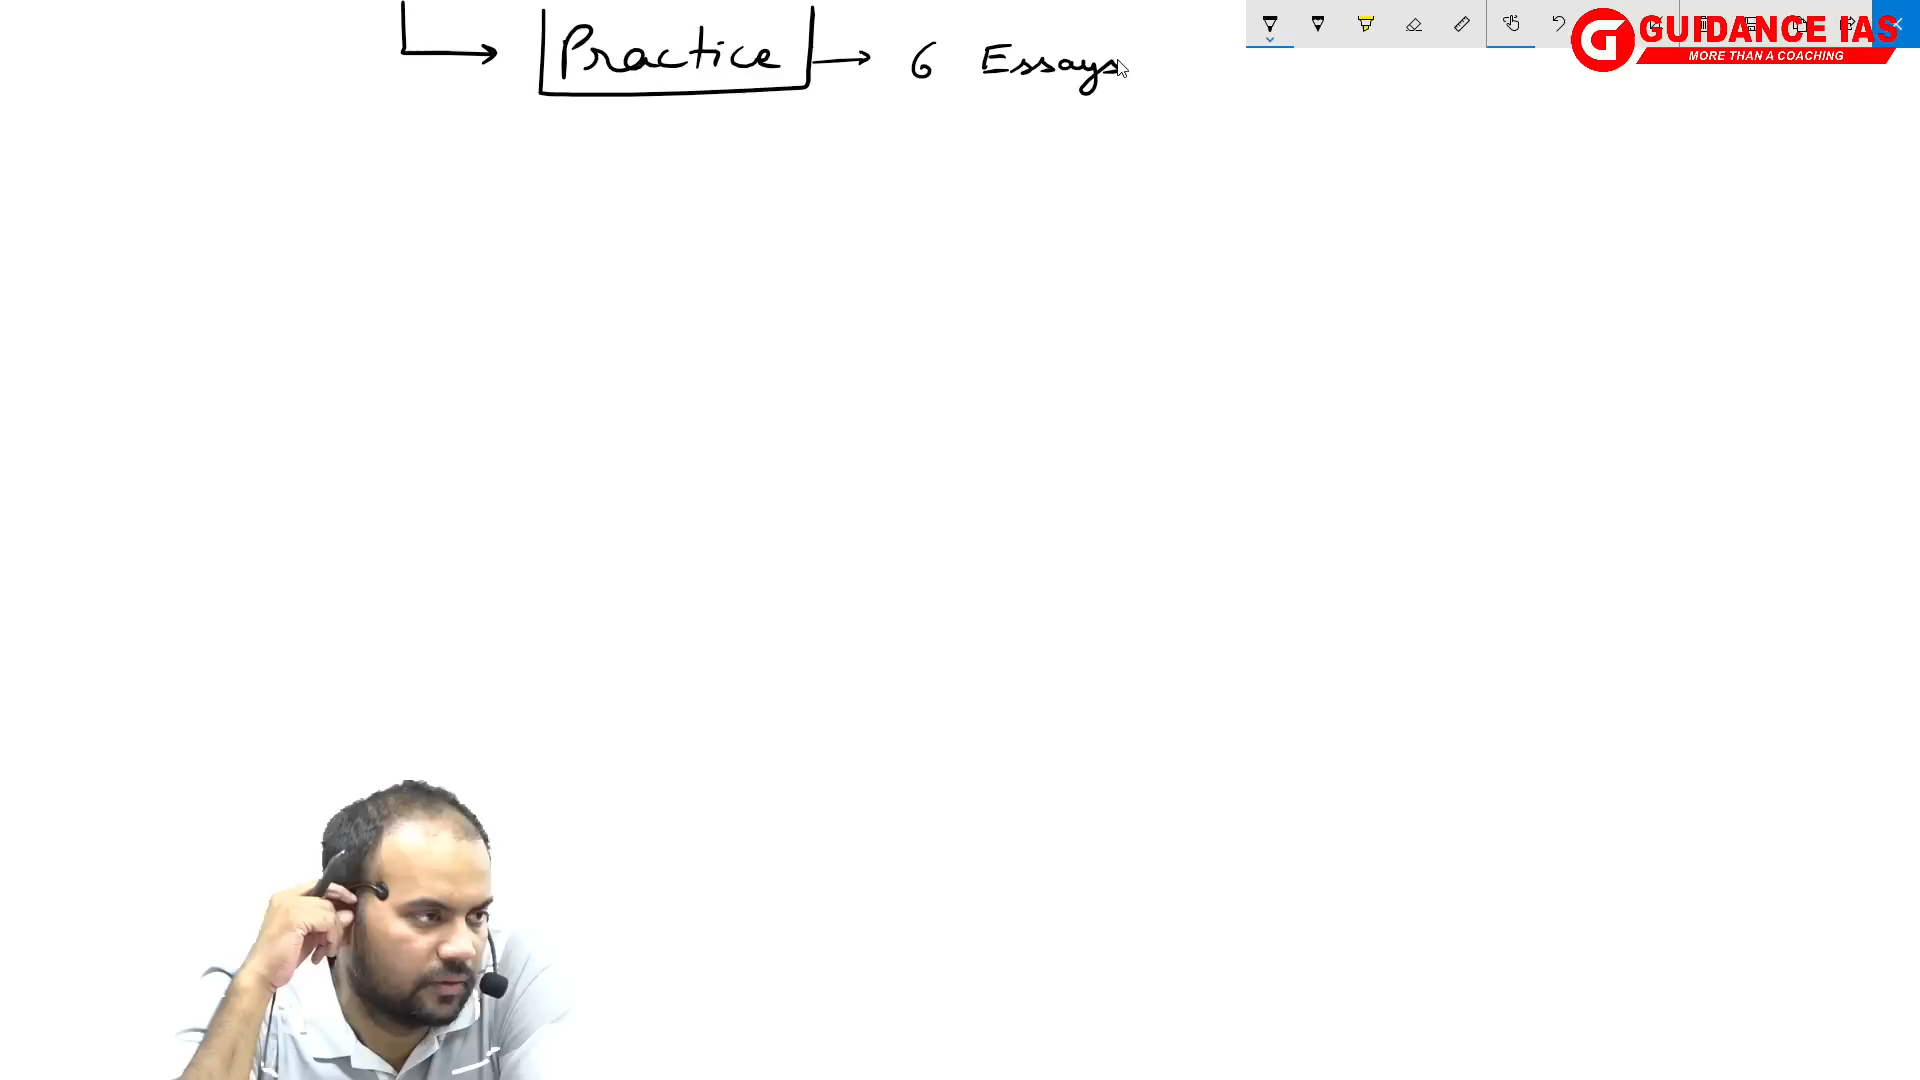 Practice → 6 Essays
GUIDANCE IAS
MORE THAN A COACHING